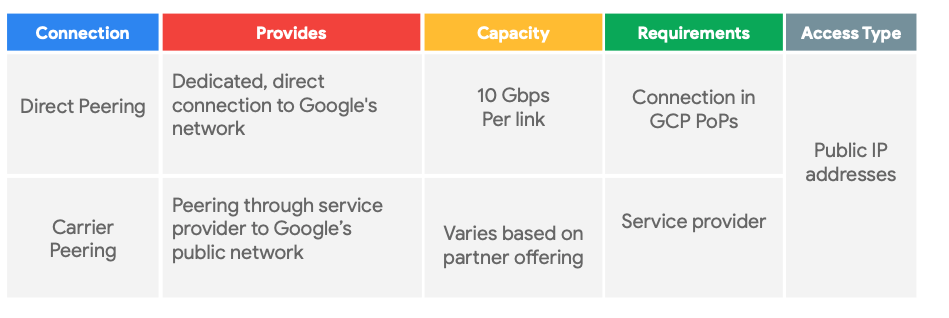 Connection
Provides
Capacity
Requirements
Access Type
Direct Peering
Dedicated, direct
connection to Google's
network
10 Gbps
Per link
Connection in
GCP PoPs
Public IP
addresses
Carrier
Peering
Peering through service
provider to Google’s
public network
Varies based on
partner offering
Service provider